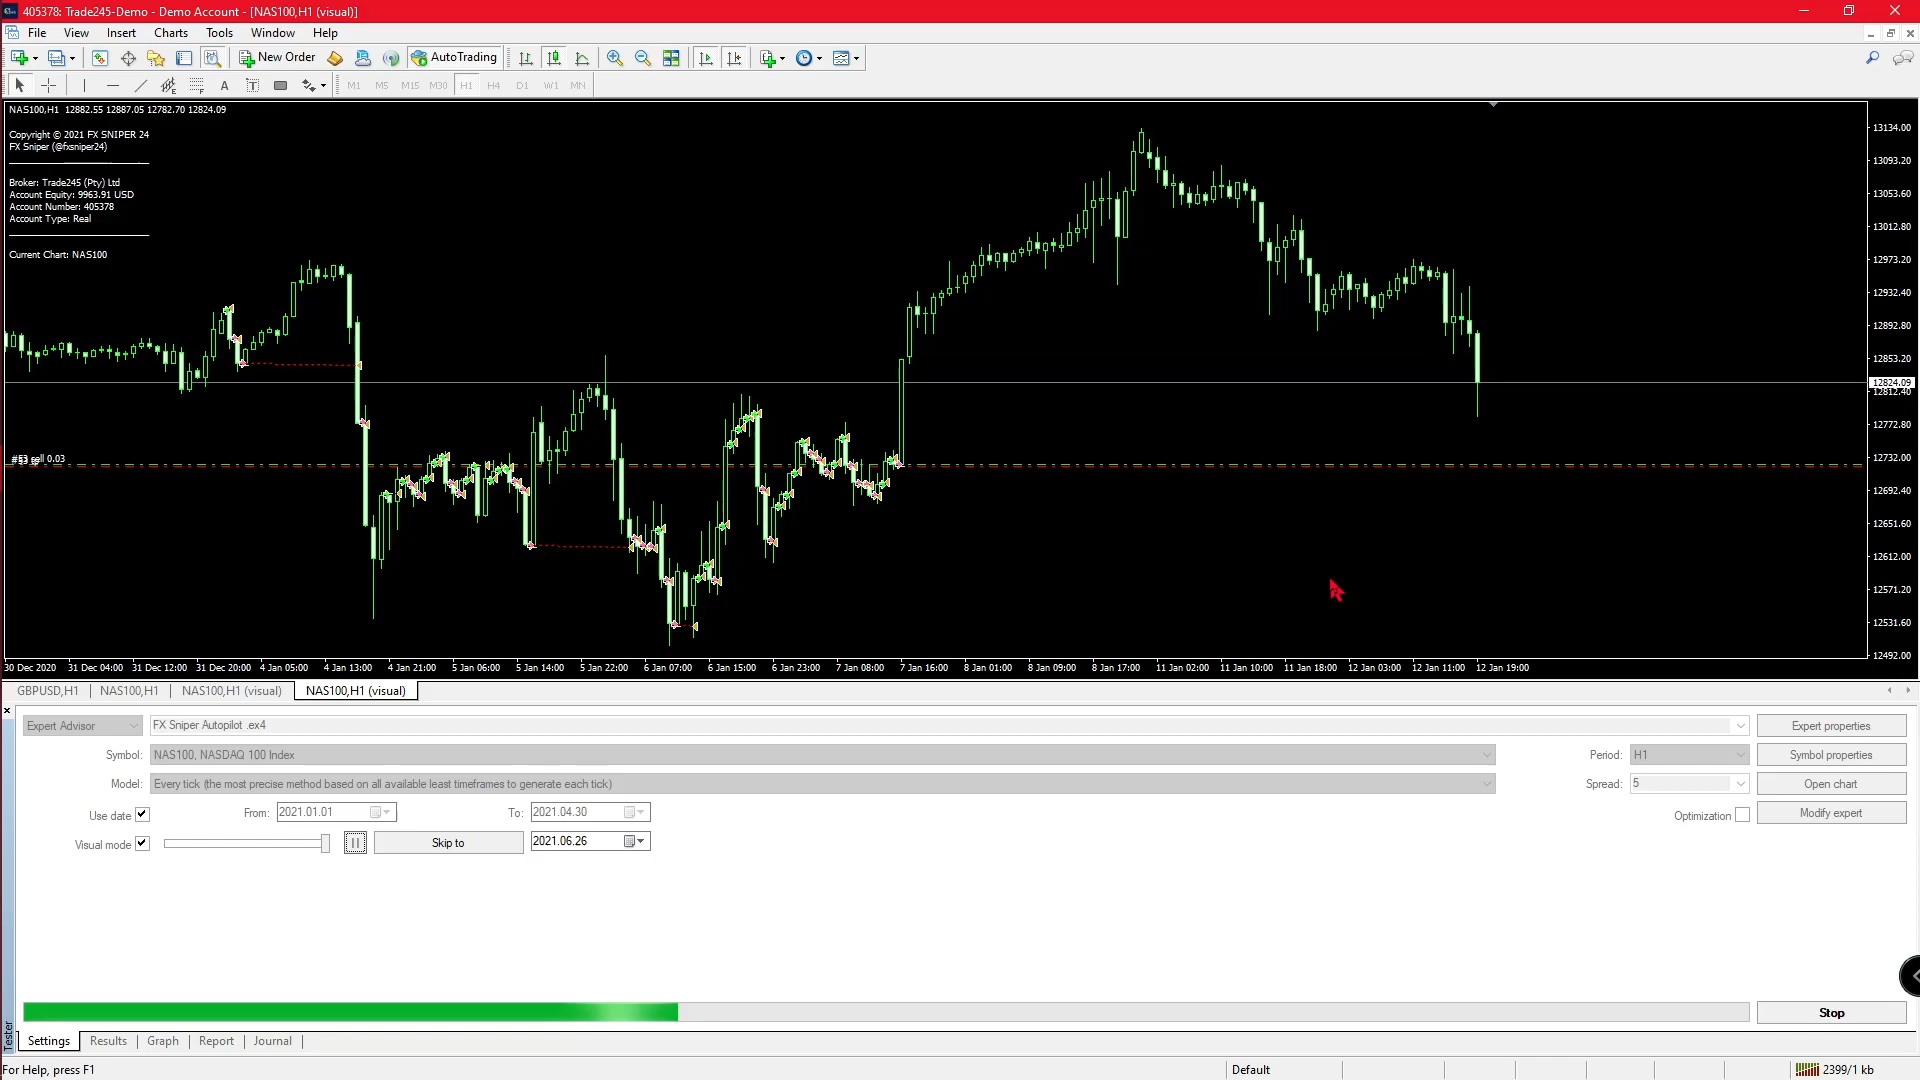 405378: Trade245-Demo - Demo Account - [NAS100,H1 (visual)]
File View Insert Charts Tools Window Help
New Order AutoTrading
A T M1 M5 M15 M30 H1 H4 D1 W1 MN
NAS100,H1 12882.55 12887.05 12782.70 12824.09
Copyright © 2021 FX SNIPER 24
FX Sniper (@fxsniper24)
Broker: Trade245 (Pty) Ltd
Account Equity: 9963.91 USD
Account Number: 405378
Account Type: Real
Current Chart: NAS100
13134.00
13093.20
13053.60
13012.80
12973.20
12932.40
12892.80
12853.20
12824.09
12812.40
12772.80
12732.00
12692.40
12651.60
12612.00
12571.20
12531.60
12492.00
#53 sell 0.03
30 Dec 2020 31 Dec 04:00 31 Dec 12:00 31 Dec 20:00 4 Jan 05:00 4 Jan 13:00 4 Jan 21:00 5 Jan 06:00 5 Jan 14:00 5 Jan 22:00 6 Jan 07:00 6 Jan 15:00 6 Jan 23:00 7 Jan 08:00 7 Jan 16:00 8 Jan 01:00 8 Jan 09:00 8 Jan 17:00 11 Jan 02:00 11 Jan 10:00 11 Jan 18:00 12 Jan 03:00 12 Jan 11:00 12 Jan 19:00
GBPUSD,H1 NAS100,H1 NAS100,H1 (visual) NAS100,H1 (visual)
Expert Advisor FX Sniper Autopilot .ex4 Expert properties
Symbol: NAS100, NASDAQ 100 Index Period: H1 Symbol properties
Model: Every tick (the most precise method based on all available least timeframes to generate each tick) Spread: 5 Open chart
Use date From: 2021.01.01 To: 2021.04.30 Optimization Modify expert
Visual mode Skip to 2021.06.26
Stop
Tester
Settings Results Graph Report Journal
For Help, press F1 Default 2399/1 kb